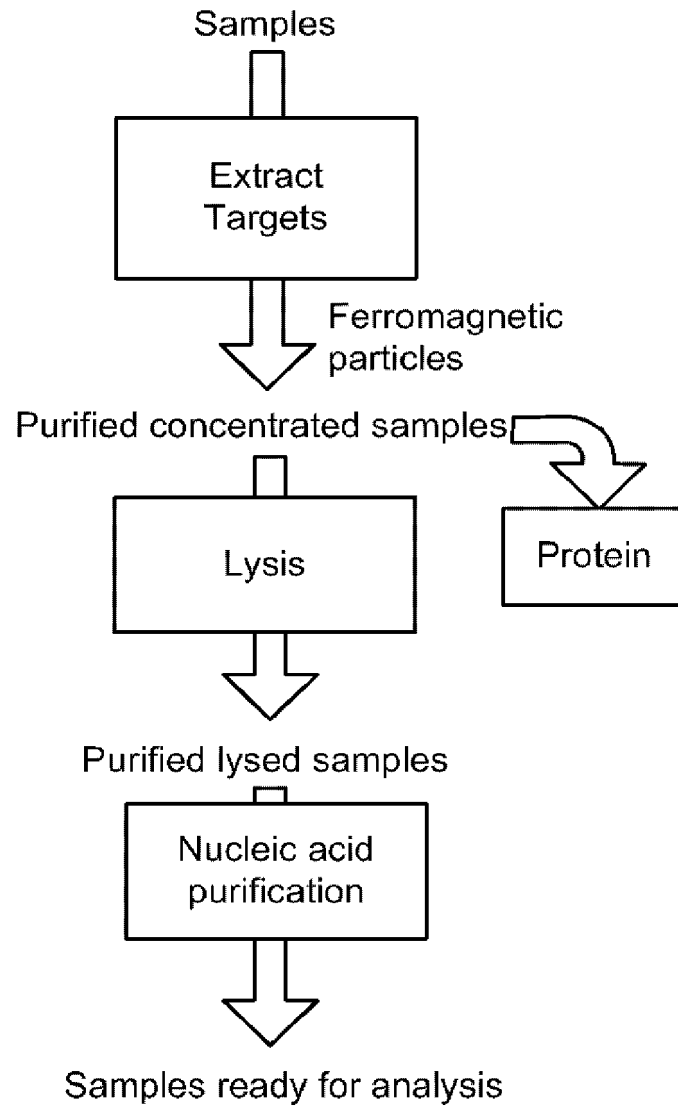 Samples
Extract
Targets
Ferromagnetic
particles
Purified concentrated samples
Lysis
Protein
Purified lysed samples
Nucleic acid
purification
Samples ready for analysis